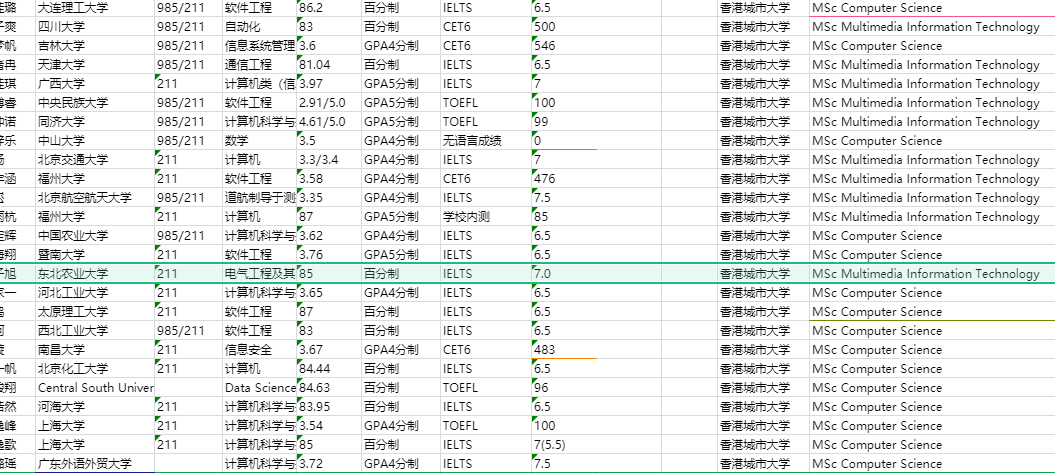 璐 大连理工大学 985/211 软件工程 86.2 百分制 IELTS 6.5 香港城市大学 MSc Computer Science
爽 四川大学 985/211 自动化 83 百分制 CET6 500 香港城市大学 MSc Multimedia Information Technology
帆 吉林大学 985/211 信息系统管理 3.6 GPA4分制 CET6 546 香港城市大学 MSc Computer Science
冉 天津大学 985/211 通信工程 81.04 百分制 IELTS 6.5 香港城市大学 MSc Multimedia Information Technology
琪 广西大学 211 计算机类（信 3.97 GPA5分制 IELTS 7 香港城市大学 MSc Multimedia Information Technology
睿 中央民族大学 985/211 软件工程 2.91/5.0 GPA5分制 TOEFL 100 香港城市大学 MSc Multimedia Information Technology
诺 同济大学 985/211 计算机科学与 4.61/5.0 GPA5分制 TOEFL 99 香港城市大学 MSc Multimedia Information Technology
乐 中山大学 985/211 数学 3.5 GPA4分制 无语言成绩 0 香港城市大学 MSc Computer Science
北京交通大学 211 计算机 3.3/3.4 GPA4分制 IELTS 7 香港城市大学 MSc Multimedia Information Technology
涵 福州大学 211 软件工程 3.58 GPA4分制 CET6 476 香港城市大学 MSc Multimedia Information Technology
北京航空航天大学 985/211 道航制导于测 3.35 GPA4分制 IELTS 7.5 香港城市大学 MSc Multimedia Information Technology
杭 福州大学 211 计算机 87 GPA5分制 学校内测 85 香港城市大学 MSc Multimedia Information Technology
辉 中国农业大学 985/211 计算机科学与 3.62 GPA4分制 IELTS 6.5 香港城市大学 MSc Computer Science
翔 暨南大学 211 软件工程 3.76 GPA5分制 IELTS 6.5 香港城市大学 MSc Computer Science
旭 东北农业大学 211 电气工程及其 85 百分制 IELTS 7.0 香港城市大学 MSc Multimedia Information Technology
一 河北工业大学 211 计算机科学与 3.65 GPA4分制 IELTS 6.5 香港城市大学 MSc Computer Science
太原理工大学 211 软件工程 87 百分制 IELTS 6.5 香港城市大学 MSc Computer Science
西北工业大学 985/211 软件工程 83 百分制 IELTS 6.5 香港城市大学 MSc Computer Science
南昌大学 211 信息安全 3.67 GPA4分制 CET6 483 香港城市大学 MSc Computer Science
帆 北京化工大学 211 计算机 84.44 百分制 IELTS 6.5 香港城市大学 MSc Computer Science
翔 Central South Univer Data Science 84.63 百分制 TOEFL 96 香港城市大学 MSc Computer Science
然 河海大学 211 计算机科学与 83.95 百分制 IELTS 6.5 香港城市大学 MSc Computer Science
峰 上海大学 211 计算机科学与 3.54 GPA4分制 TOEFL 100 香港城市大学 MSc Computer Science
歌 上海大学 211 计算机科学与 85 百分制 IELTS 7(5.5) 香港城市大学 MSc Computer Science
瑶 广东外语外贸大学 计算机科学与 3.72 GPA4分制 IELTS 7.5 香港城市大学 MSc Computer Science